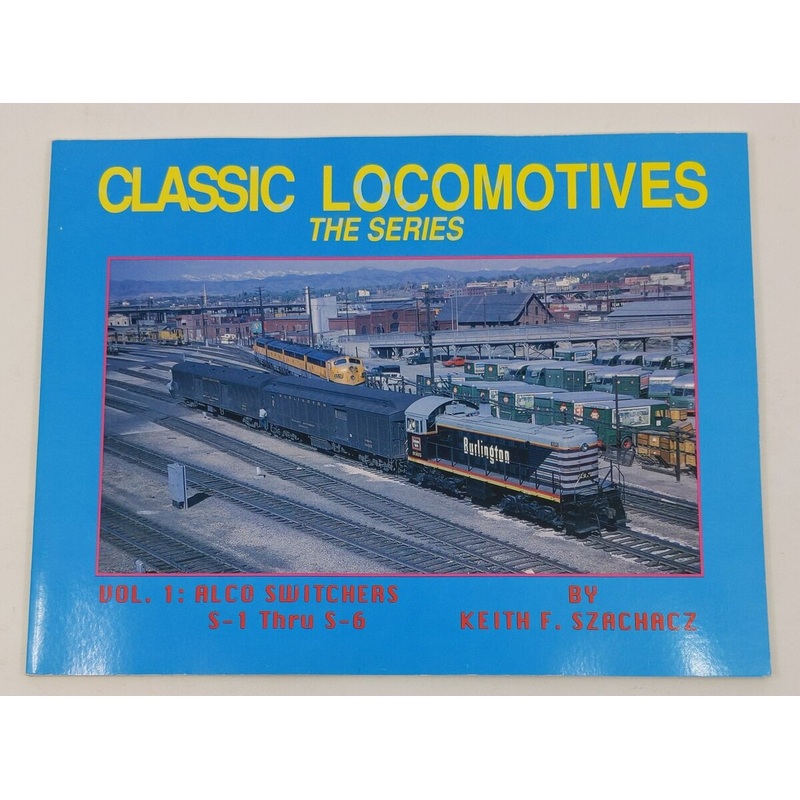 CLASSIC LOCOMOTIVES
THE SERIES
Burlington
VOL. 1: ALCO SWITCHERS
S-1 Thru S-6
BY
KEITH F. SZACHACZ